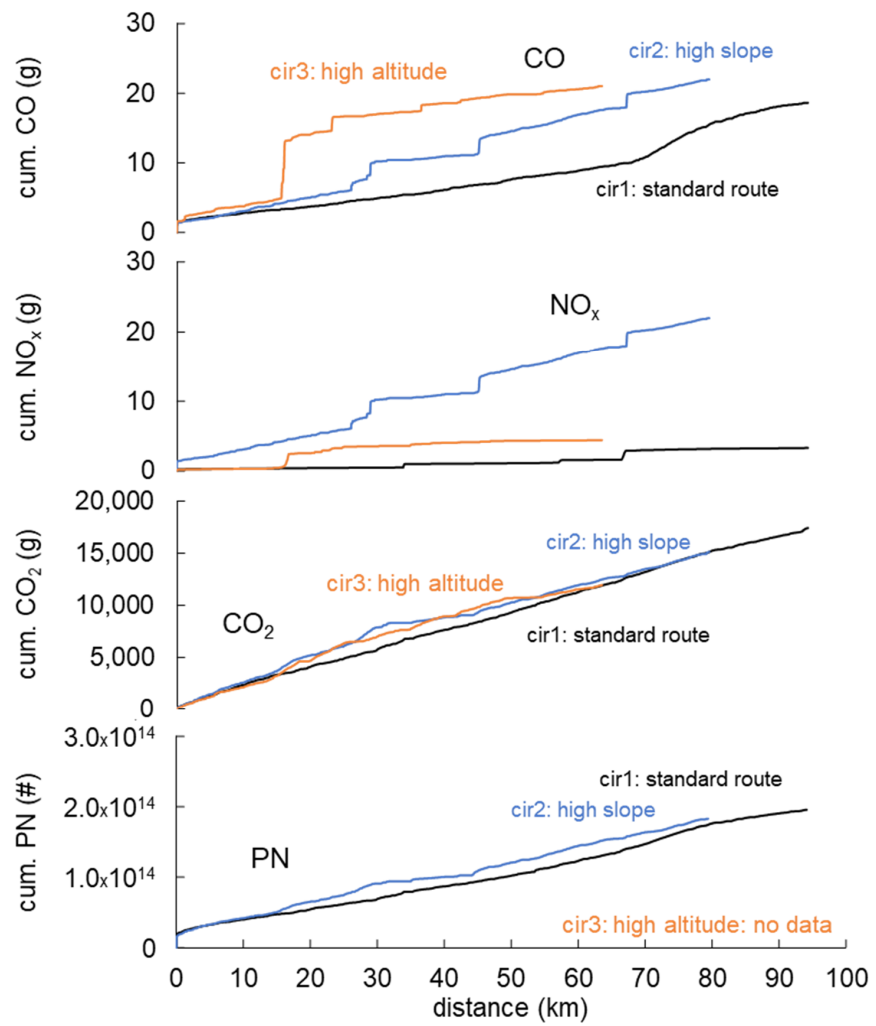 30
20
10
0
cum. CO (g)
CO
cir3: high altitude
cir2: high slope
cir1: standard route
30
20
10
0
cum. NOx (g)
NOx
20,000
15,000
10,000
5,000
0
cum. CO2 (g)
CO2
cir2: high slope
cir3: high altitude
cir1: standard route
3.0x10^14
2.0x10^14
1.0x10^14
0
cum. PN (#)
PN
cir1: standard route
cir2: high slope
cir3: high altitude: no data
0 10 20 30 40 50 60 70 80 90 100
distance (km)